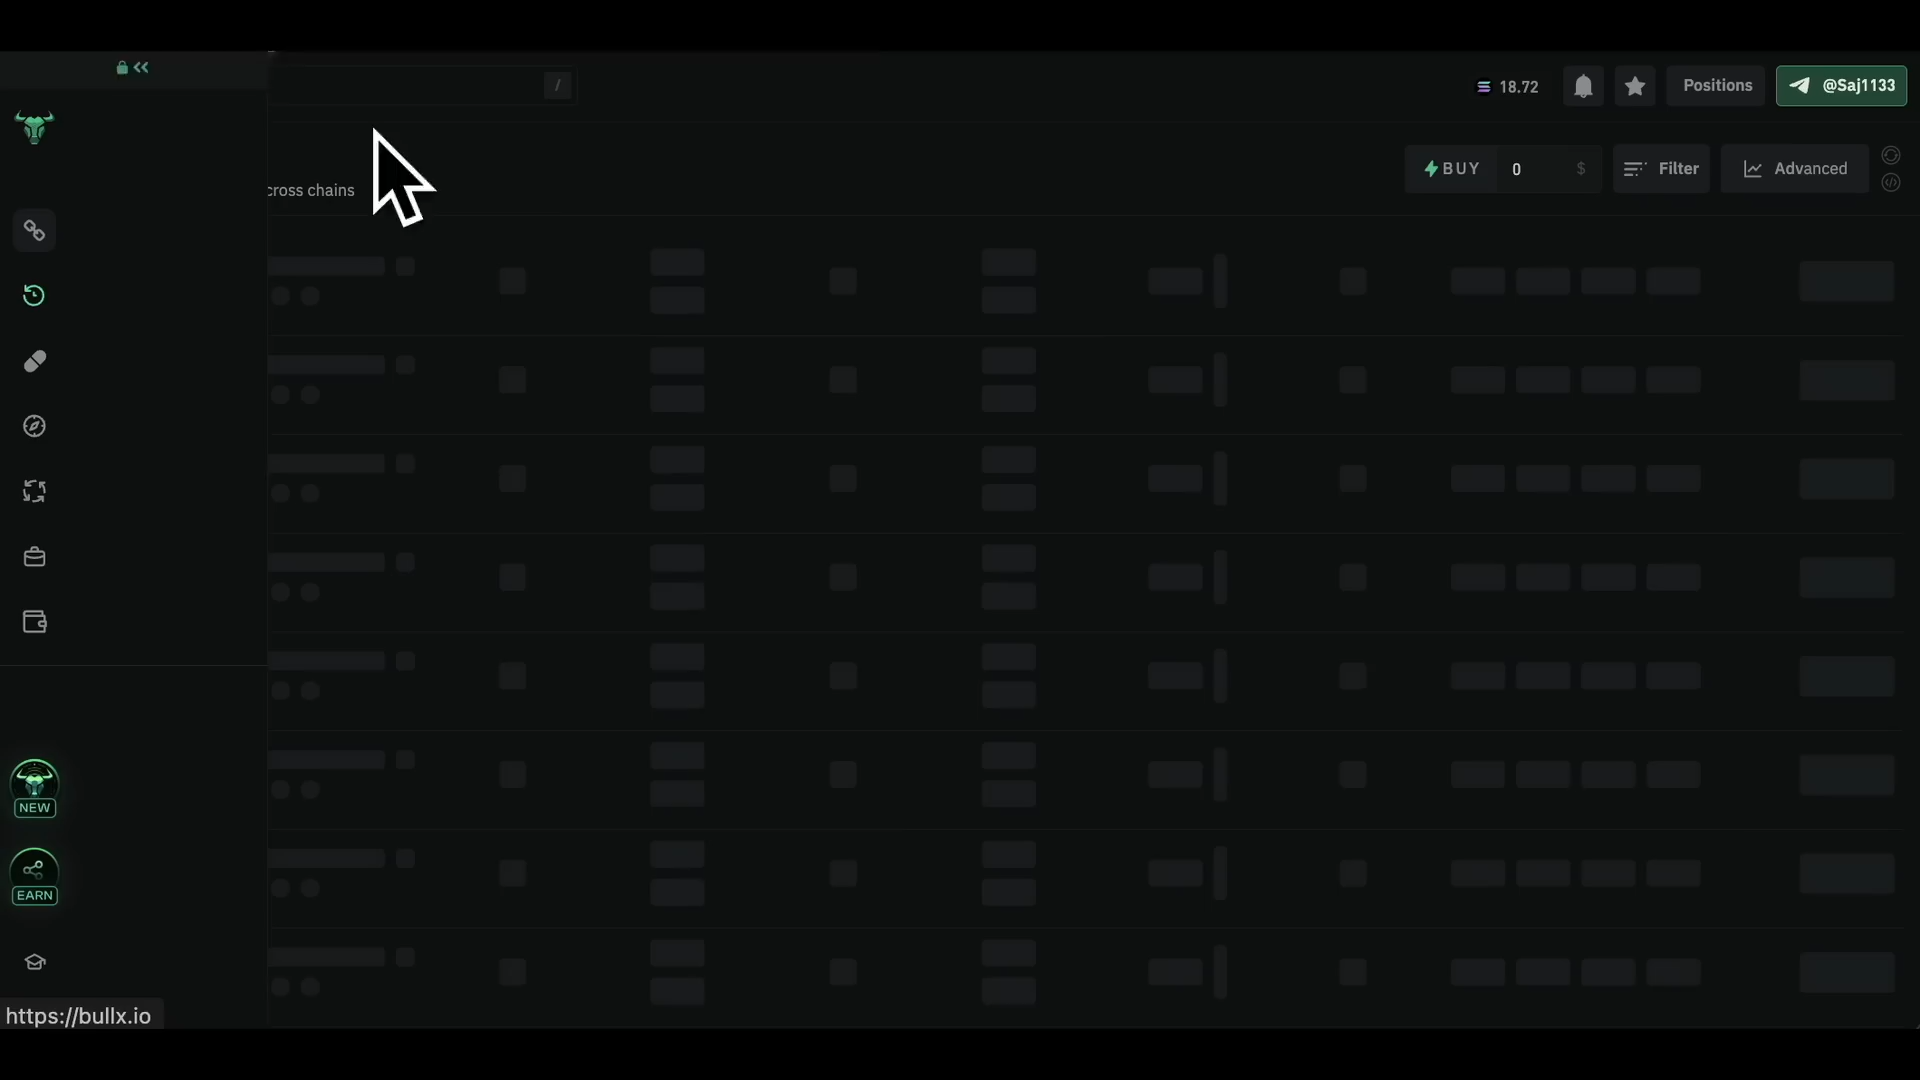 /
18.72
Positions
@Saj1133
cross chains
BUY
0
$
Filter
Advanced
NEW
EARN
https://bullx.io